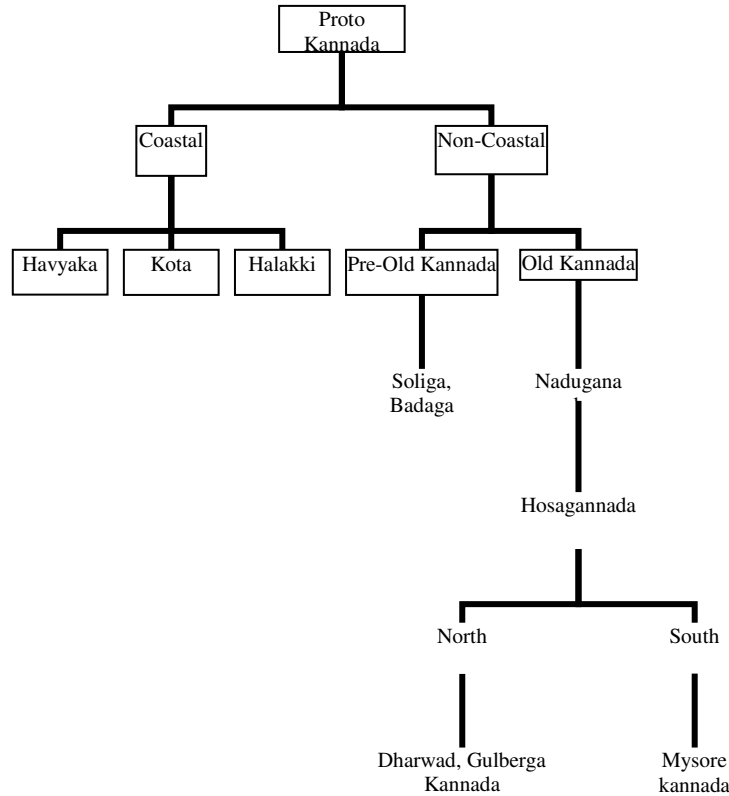 Proto
Kannada
Coastal
Non-Coastal
Havyaka
Kota
Halakki
Pre-Old Kannada
Old Kannada
Soliga,
Badaga
Nadugana
Hosagannada
North
South
Dharwad, Gulberga
Kannada
Mysore
kannada